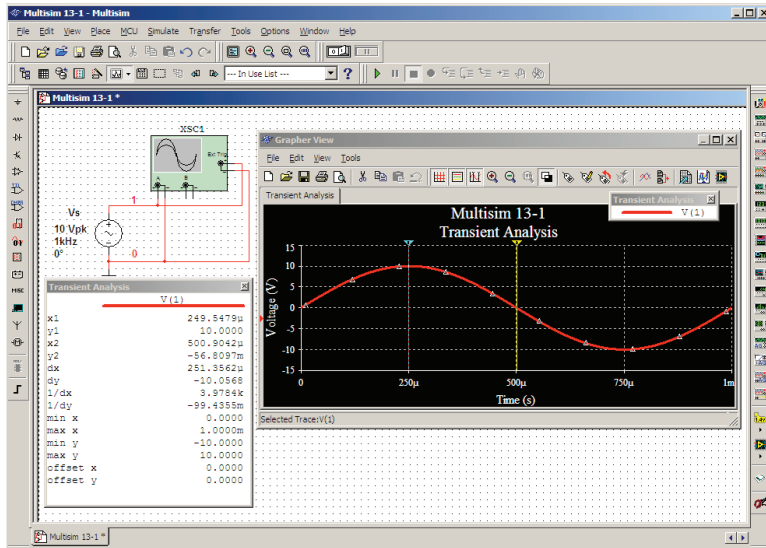 Multisim 13-1 - Multisim
File Edit View Place MCU Simulate Transfer Tools Options Window Help
--- In Use List ---
?
Multisim 13-1 *
XSC1
Ext Trig
A B
Vs
10 Vpk
1kHz
0°
1
0
MISC
Grapher View
File Edit View Tools
Transient Analysis
Multisim 13-1
Transient Analysis
Transient Analysis
V(1)
Voltage (V)
15
10
5
0
-5
-10
-15
0 250µ 500µ 750µ 1m
Time (s)
Selected Trace:V(1)
Transient Analysis
V(1)
x1 249.5479µ
y1 10.0000
x2 500.9042m
y2 -56.8097m
dx 251.3562µ
dy -10.0568
1/dx 3.9784k
1/dy -99.4355m
min x 0.0000
max x 1.0000m
min y -10.0000
max y 10.0000
offset x 0.0000
offset y 0.0000
Multisim 13-1 *